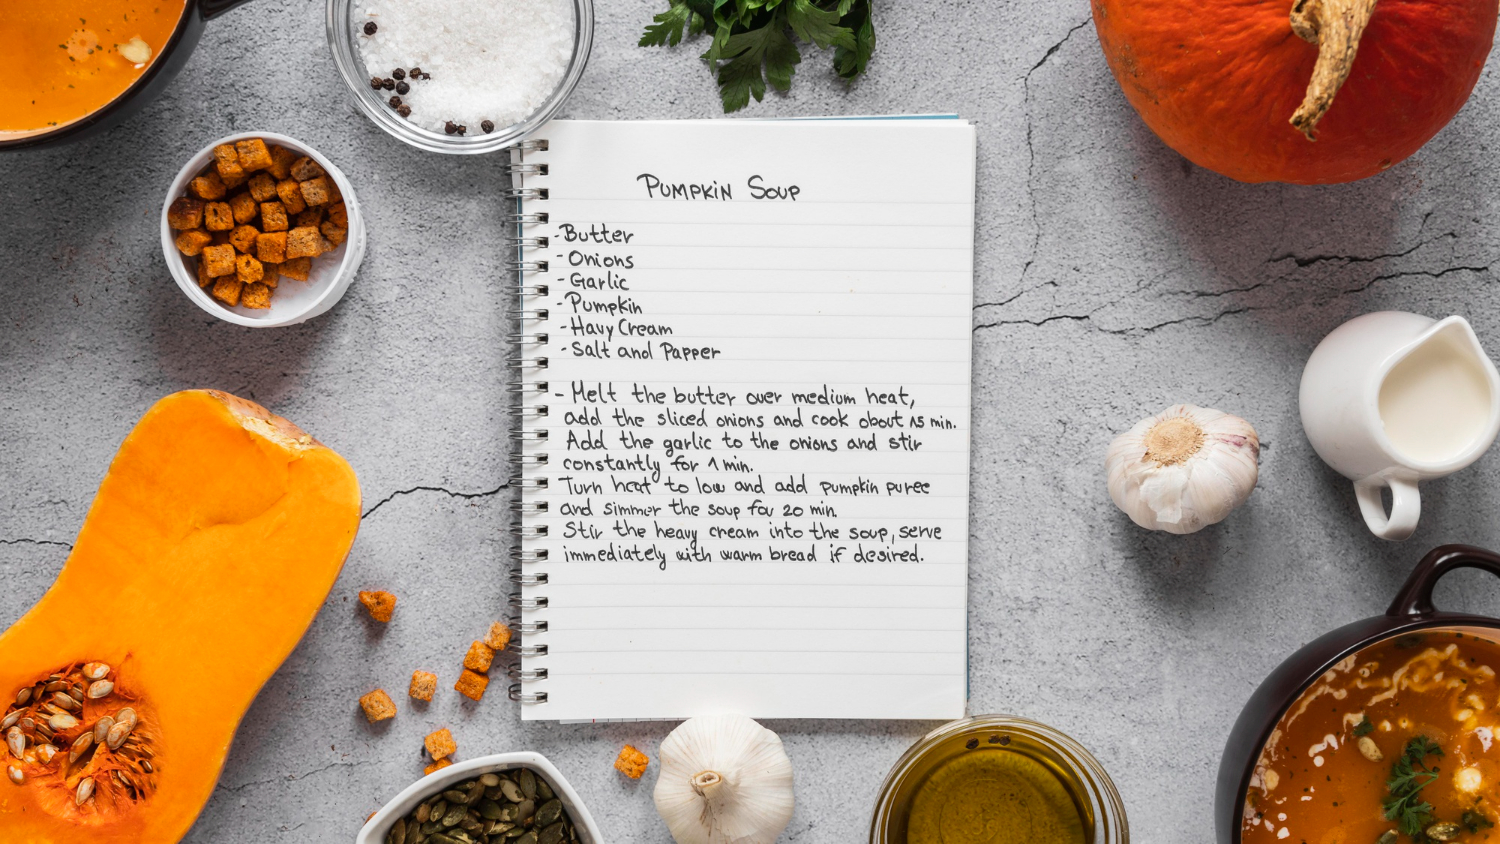 Pumpkin Soup
- Butter
- Onions
- Garlic
- Pumpkin
- Havy Cream
- Salt and Papper
- Melt the butter over medium heat,
add the sliced onions and cook about 15 min.
Add the garlic to the onions and stir
constantly for 1 min.
Turn heat to low and add pumpkin puree
and simmer the soup for 20 min.
Stir the heavy cream into the soup, serve
immediately with warm bread if desired.